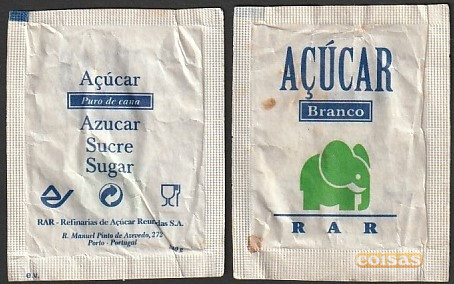 Açúcar
Puro de cana
Azucar
Sucre
Sugar
RAR - Refinarias de Açúcar Reunidas S.A.
R. Manuel Pinto de Azevedo, 272
Porto - Portugal
e.v.
AÇÚCAR
Branco
RAR
coisas